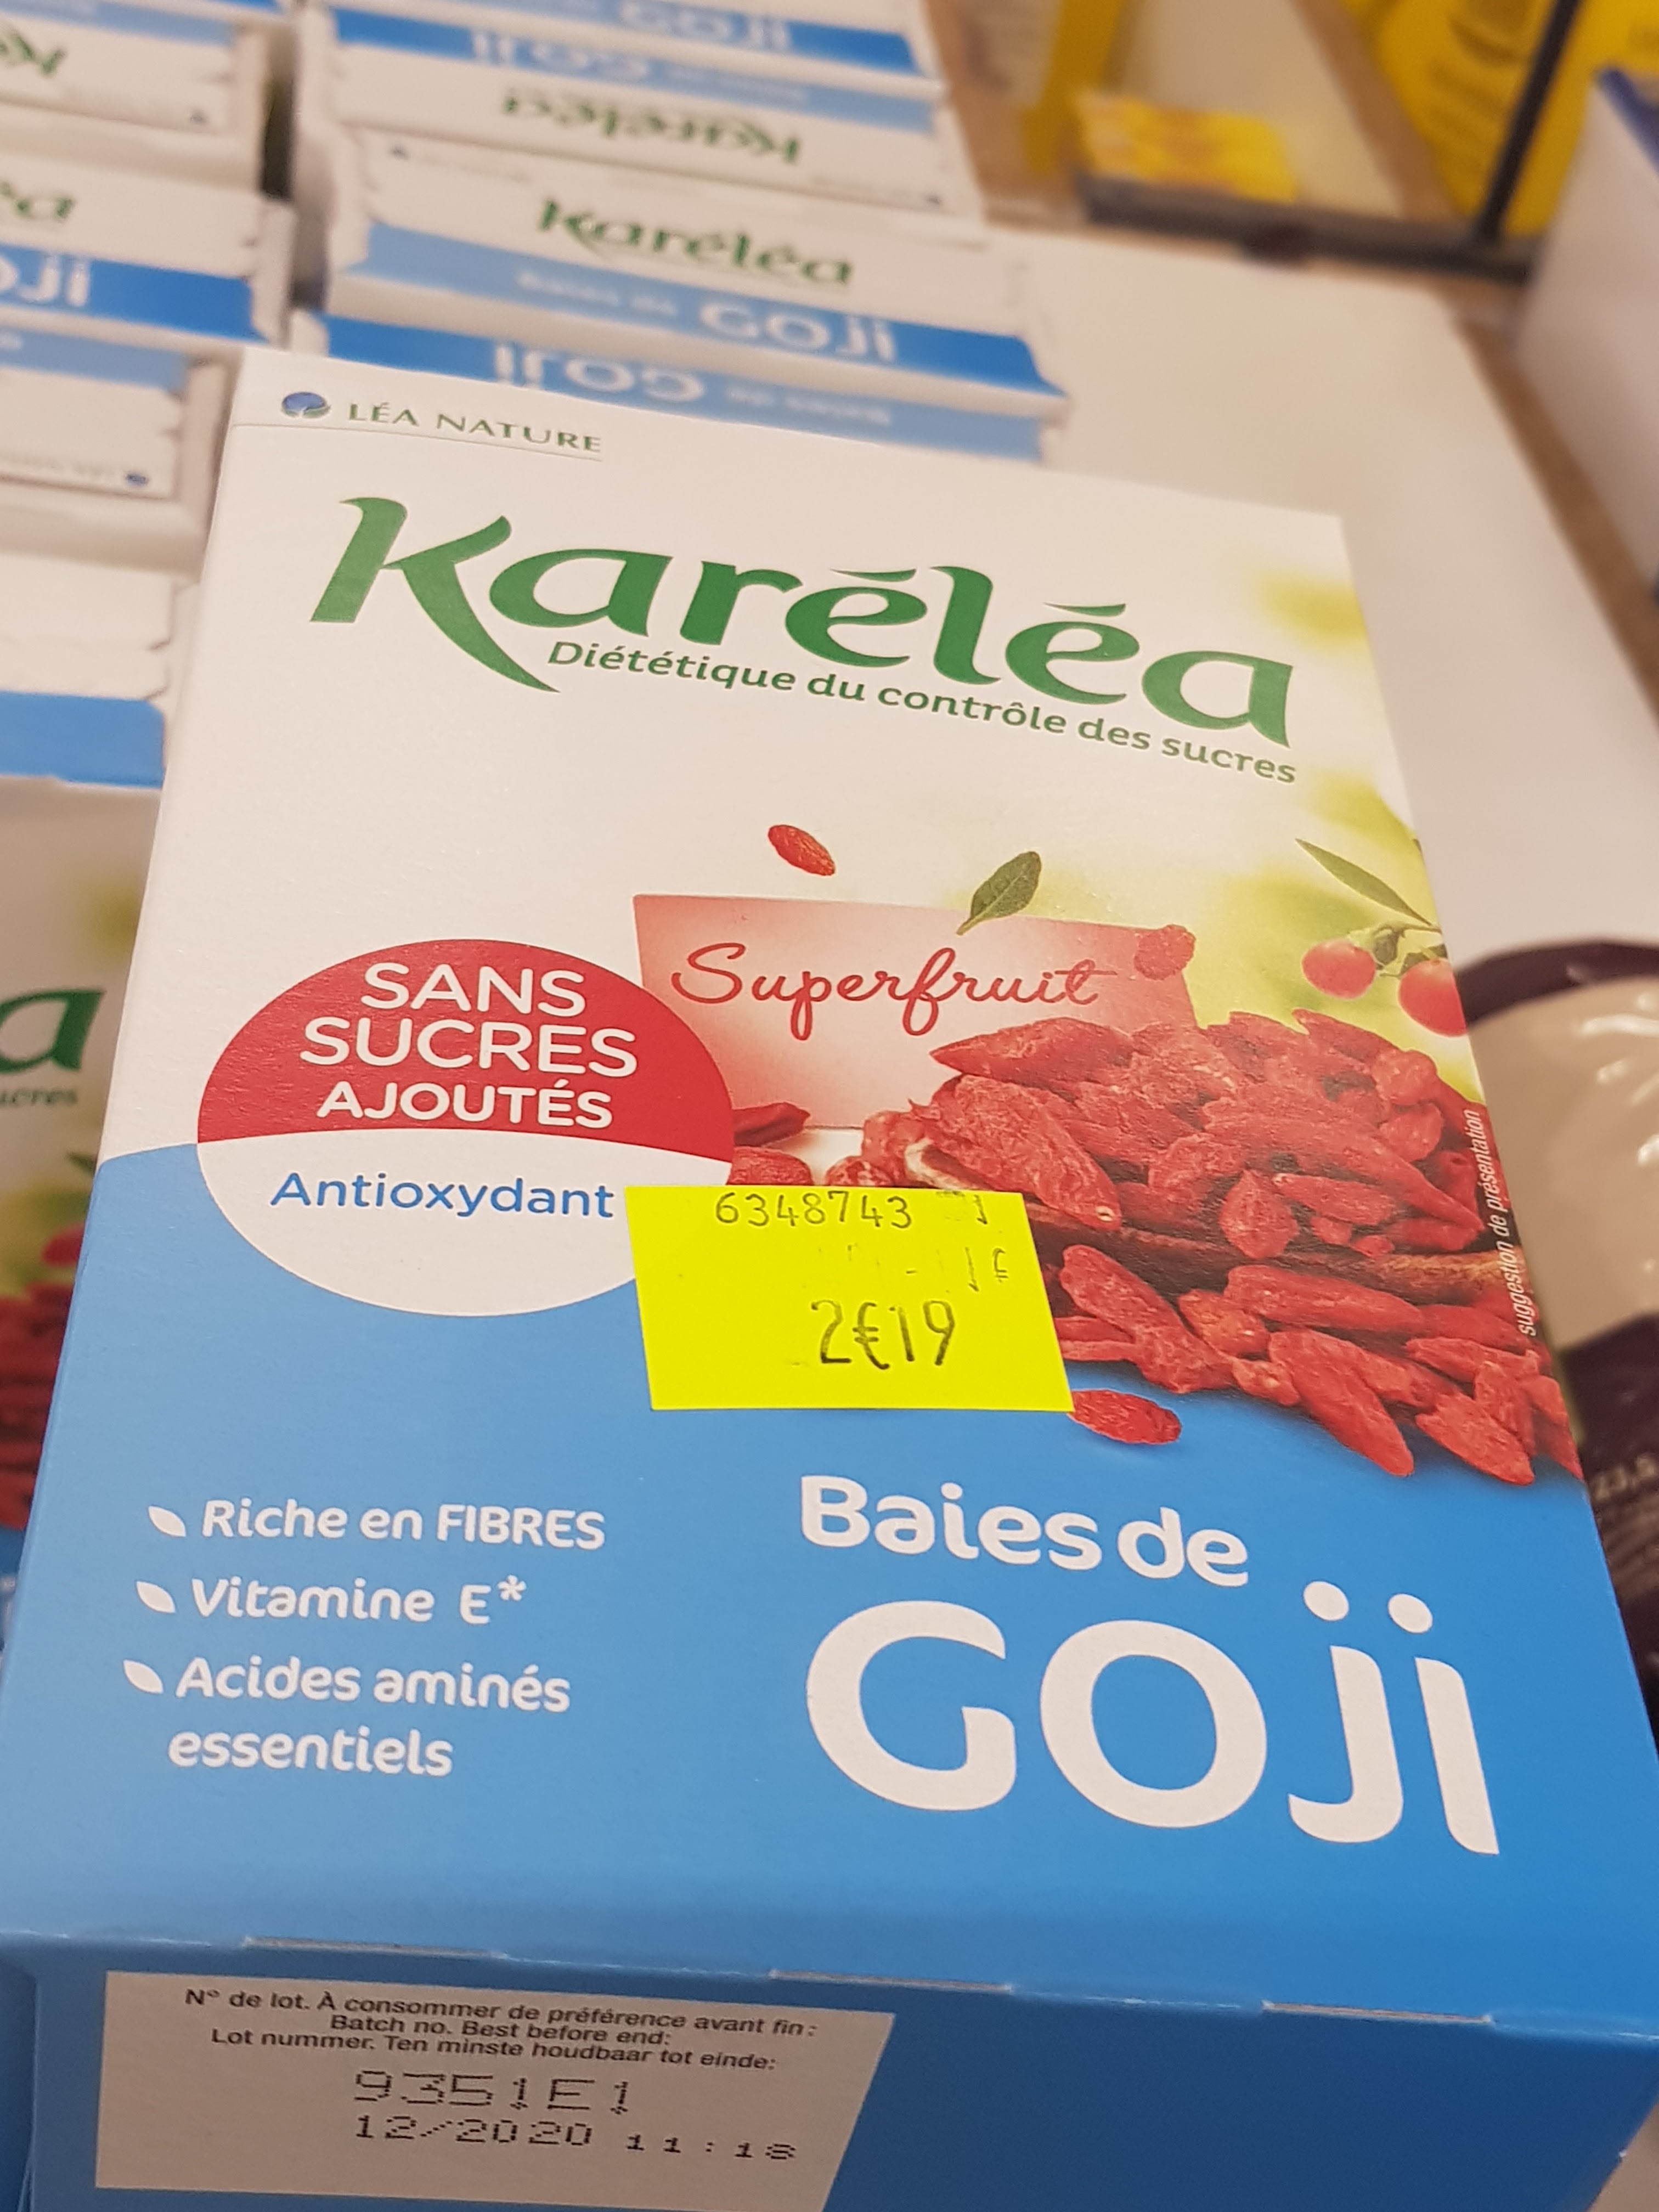 GOJI
Karéléa
Karéléa
Baies de GOJI
GOJI
LÉA NATURE
Karéléa
Diététique du contrôle des sucres
Superfruit
SANS
SUCRES
AJOUTÉS
Antioxydant
suggestion de présentation
6348743
2€19
Riche en FIBRES
Vitamine E*
Acides aminés
essentiels
Baies de
GOJI
N° de lot. À consommer de préférence avant fin :
Batch no. Best before end:
Lot nummer. Ten minste houdbaar tot einde:
9351E1
12/2020 11:18